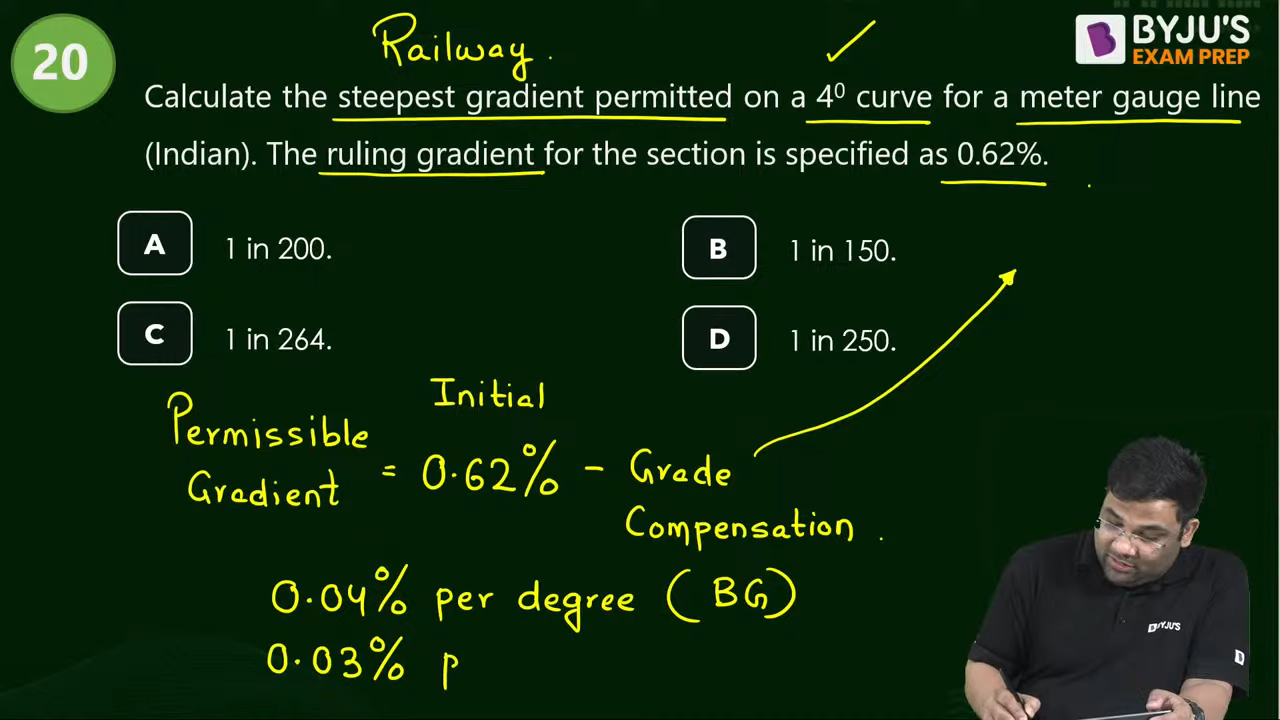 20
Railway.
BYJU'S
EXAM PREP
Calculate the steepest gradient permitted on a 4⁰ curve for a meter gauge line
(Indian). The ruling gradient for the section is specified as 0.62%.
A 1 in 200.
B 1 in 150.
C 1 in 264.
D 1 in 250.
Initial
Permissible Gradient = 0.62% - Grade Compensation.
0.04% per degree (BG)
0.03% p
BYJU'S